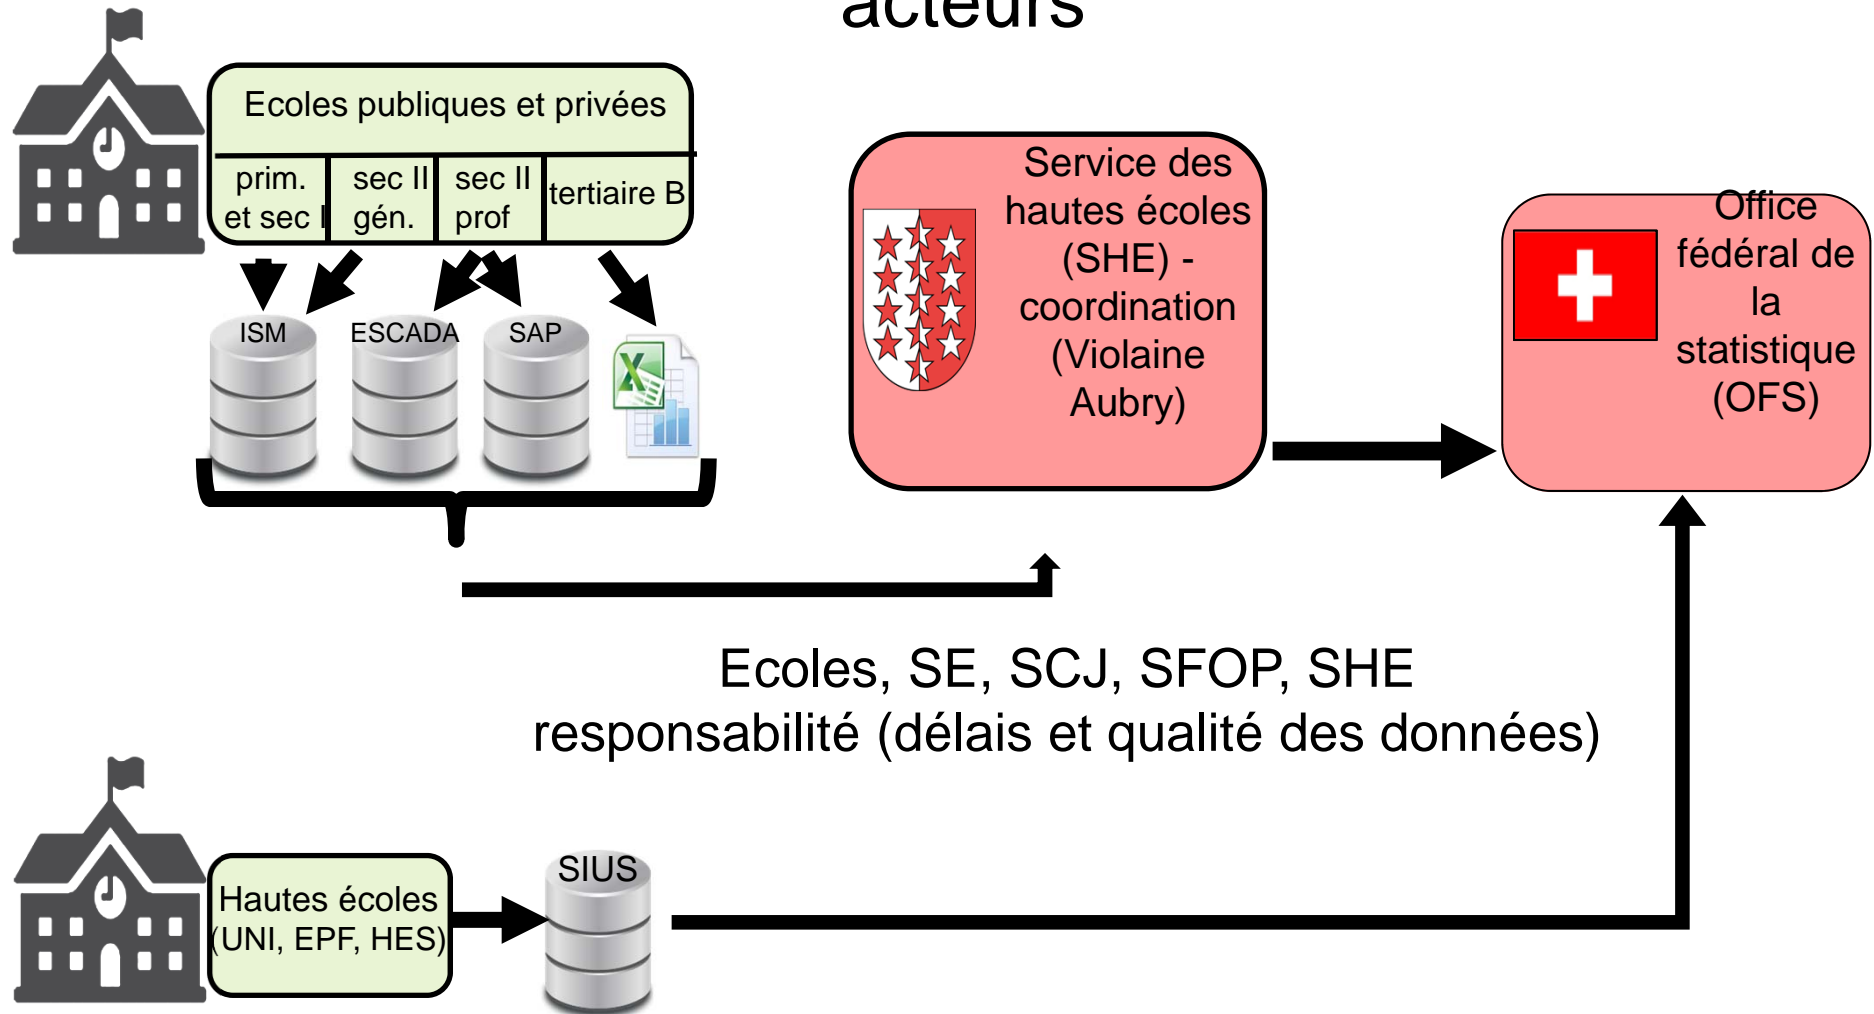 acteurs
Ecoles publiques et privées
prim.
et sec I
sec II
gén.
sec II
prof
tertiaire B
ISM
ESCADA
SAP
Service des
hautes écoles
(SHE) -
coordination
(Violaine
Aubry)
Office
fédéral de
la
statistique
(OFS)
Ecoles, SE, SCJ, SFOP, SHE
responsabilité (délais et qualité des données)
Hautes écoles
(UNI, EPF, HES)
SIUS